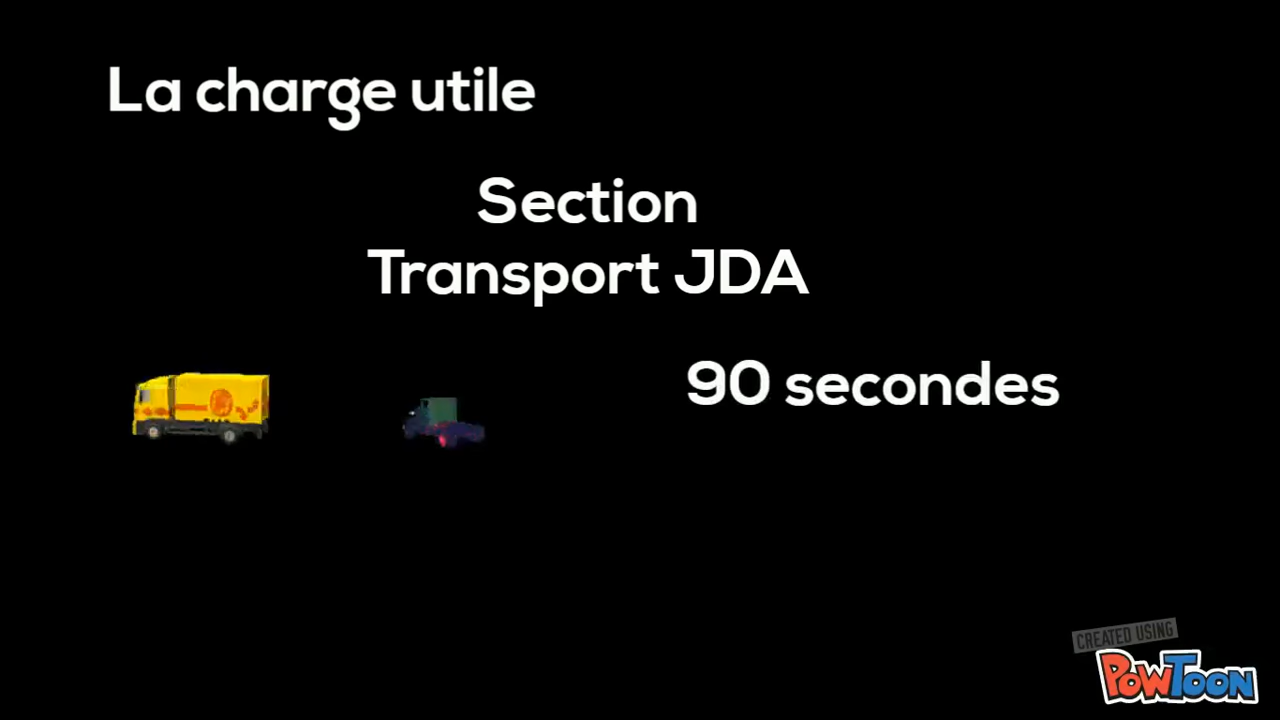 La charge utile
Section
Transport JDA
90 secondes
CREATED USING
POWTOON